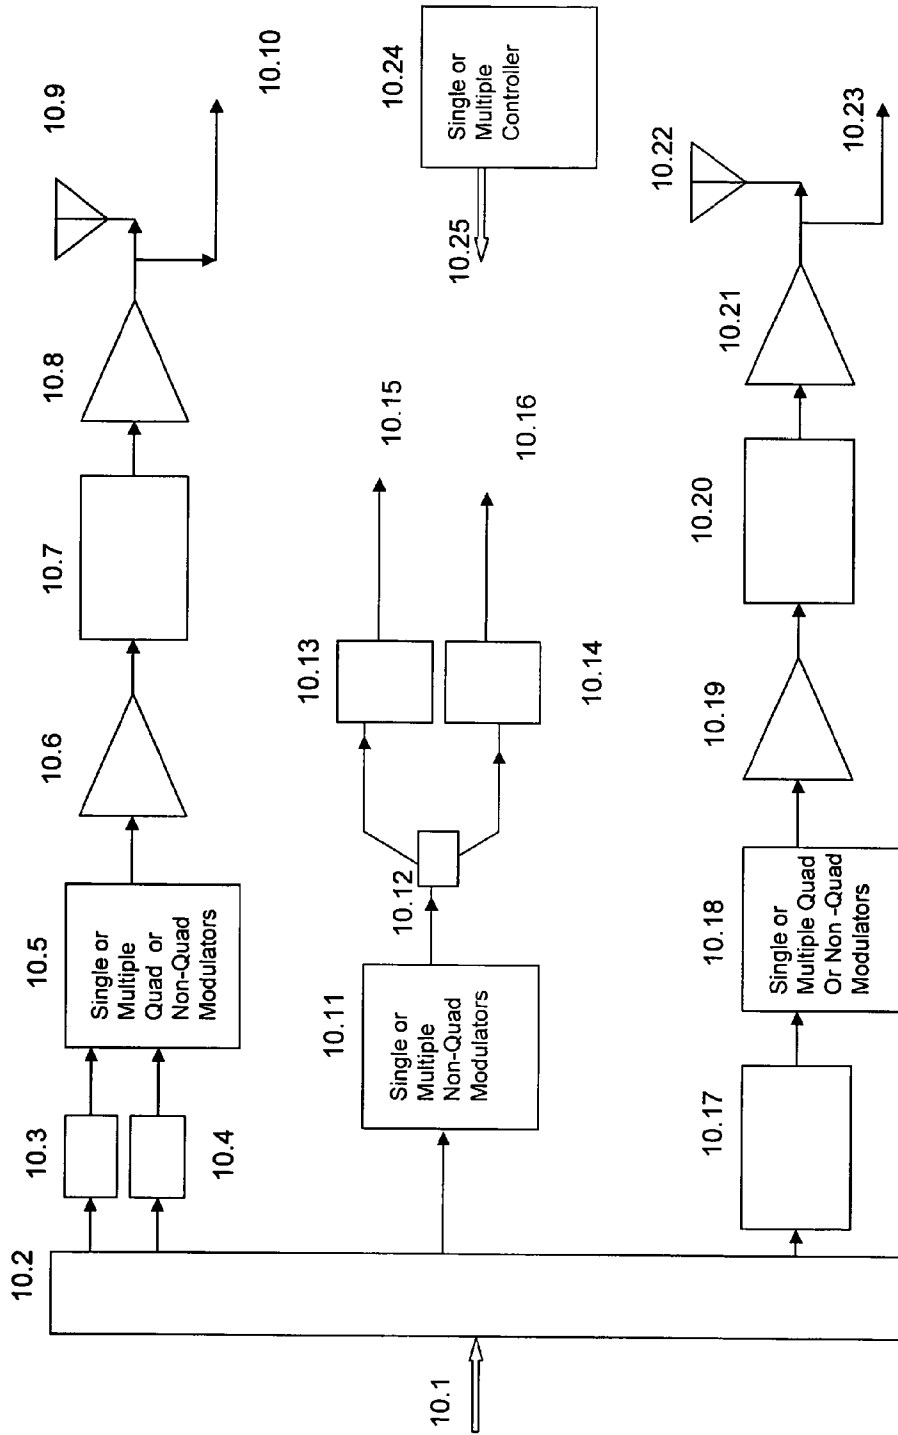 10.1
10.2
10.3
10.4
10.5
Single or
Multiple
Quad or
Non-Quad
Modulators
10.6
10.7
10.8
10.9
10.10
10.11
Single or
Multiple
Non-Quad
Modulators
10.12
10.13
10.14
10.15
10.16
10.17
10.18
Single or
Multiple Quad
Or Non -Quad
Modulators
10.19
10.20
10.21
10.22
10.23
10.24
Single or
Multiple
Controller
10.25